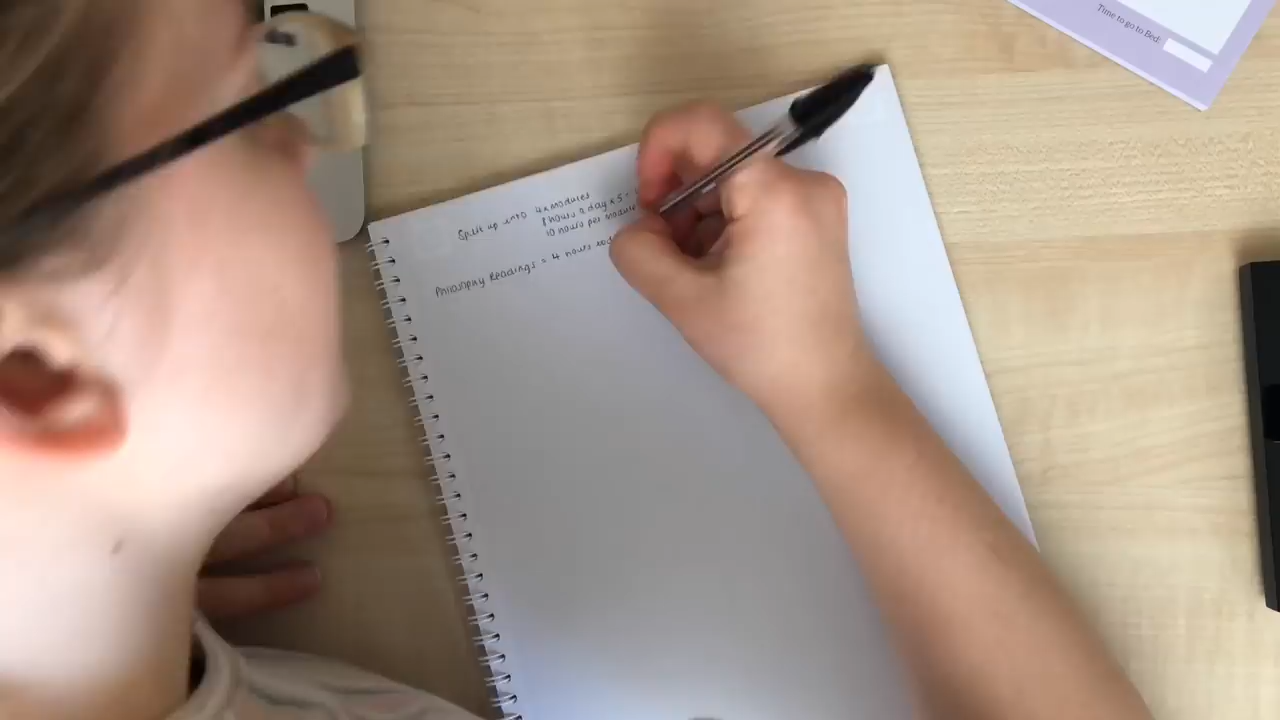 Time to go to Bed:
Split up into 4 x modules
8 hours a day x 5 =
10 hours per module
Philosophy Readings = 4 hours